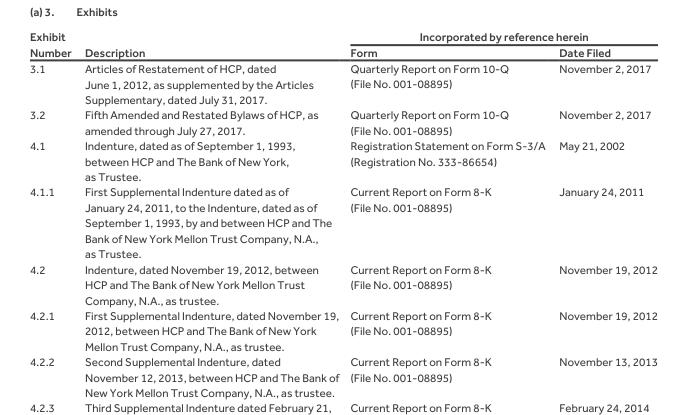 (a) 3. Exhibits
Exhibit Incorporated by reference herein
Number Description Form Date Filed
3.1 Articles of Restatement of HCP, dated Quarterly Report on Form 10-Q November 2, 2017
June 1, 2012, as supplemented by the Articles (File No. 001-08895)
Supplementary, dated July 31, 2017.
3.2 Fifth Amended and Restated Bylaws of HCP, as Quarterly Report on Form 10-Q November 2, 2017
amended through July 27, 2017. (File No. 001-08895)
4.1 Indenture, dated as of September 1, 1993, Registration Statement on Form S-3/A May 21, 2002
between HCP and The Bank of New York, (Registration No. 333-86654)
as Trustee.
4.1.1 First Supplemental Indenture dated as of Current Report on Form 8-K January 24, 2011
January 24, 2011, to the Indenture, dated as of (File No. 001-08895)
September 1, 1993, by and between HCP and The
Bank of New York Mellon Trust Company, N.A.,
as Trustee.
4.2 Indenture, dated November 19, 2012, between Current Report on Form 8-K November 19, 2012
HCP and The Bank of New York Mellon Trust (File No. 001-08895)
Company, N.A., as trustee.
4.2.1 First Supplemental Indenture, dated November 19, Current Report on Form 8-K November 19, 2012
2012, between HCP and The Bank of New York (File No. 001-08895)
Mellon Trust Company, N.A., as trustee.
4.2.2 Second Supplemental Indenture, dated Current Report on Form 8-K November 13, 2013
November 12, 2013, between HCP and The Bank of (File No. 001-08895)
New York Mellon Trust Company, N.A., as trustee.
4.2.3 Third Supplemental Indenture dated February 21, Current Report on Form 8-K February 24, 2014